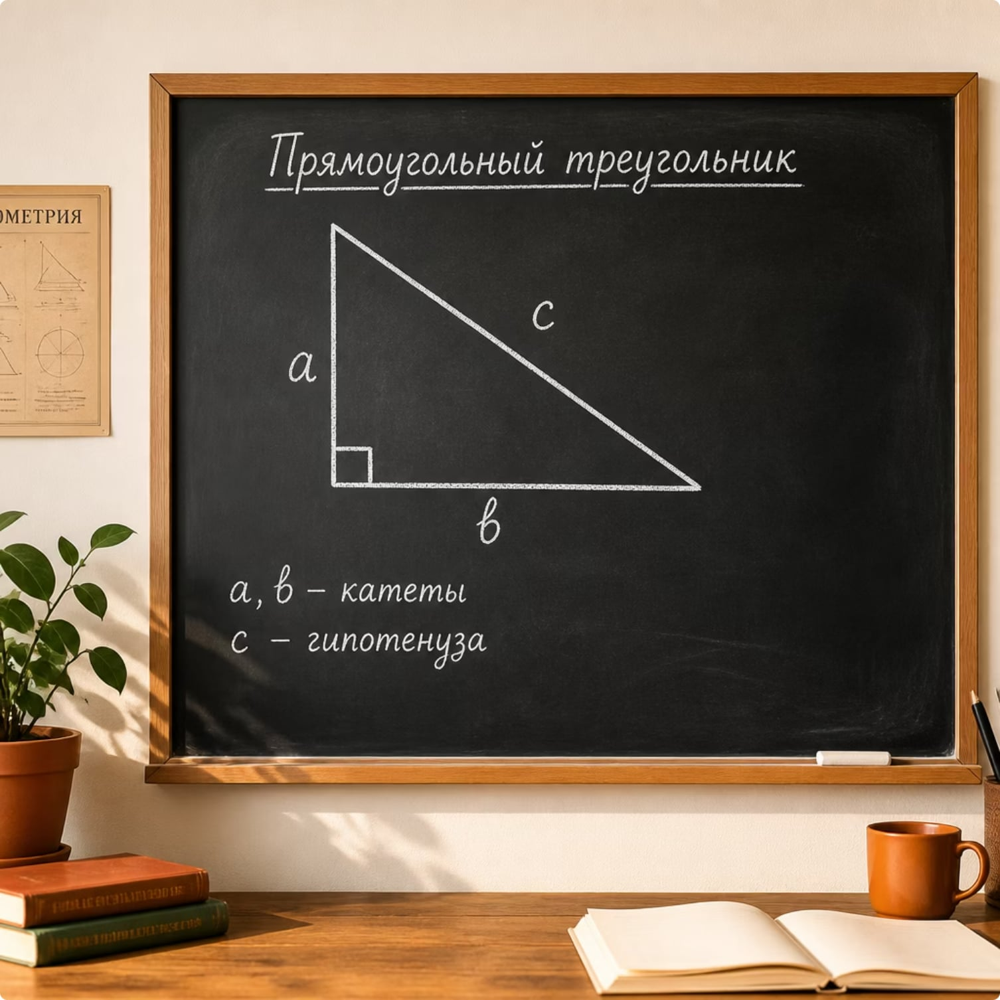 Прямоугольный треугольник
ОМЕТРИЯ
a
c
в
a, в – катеты
c – гипотенуза